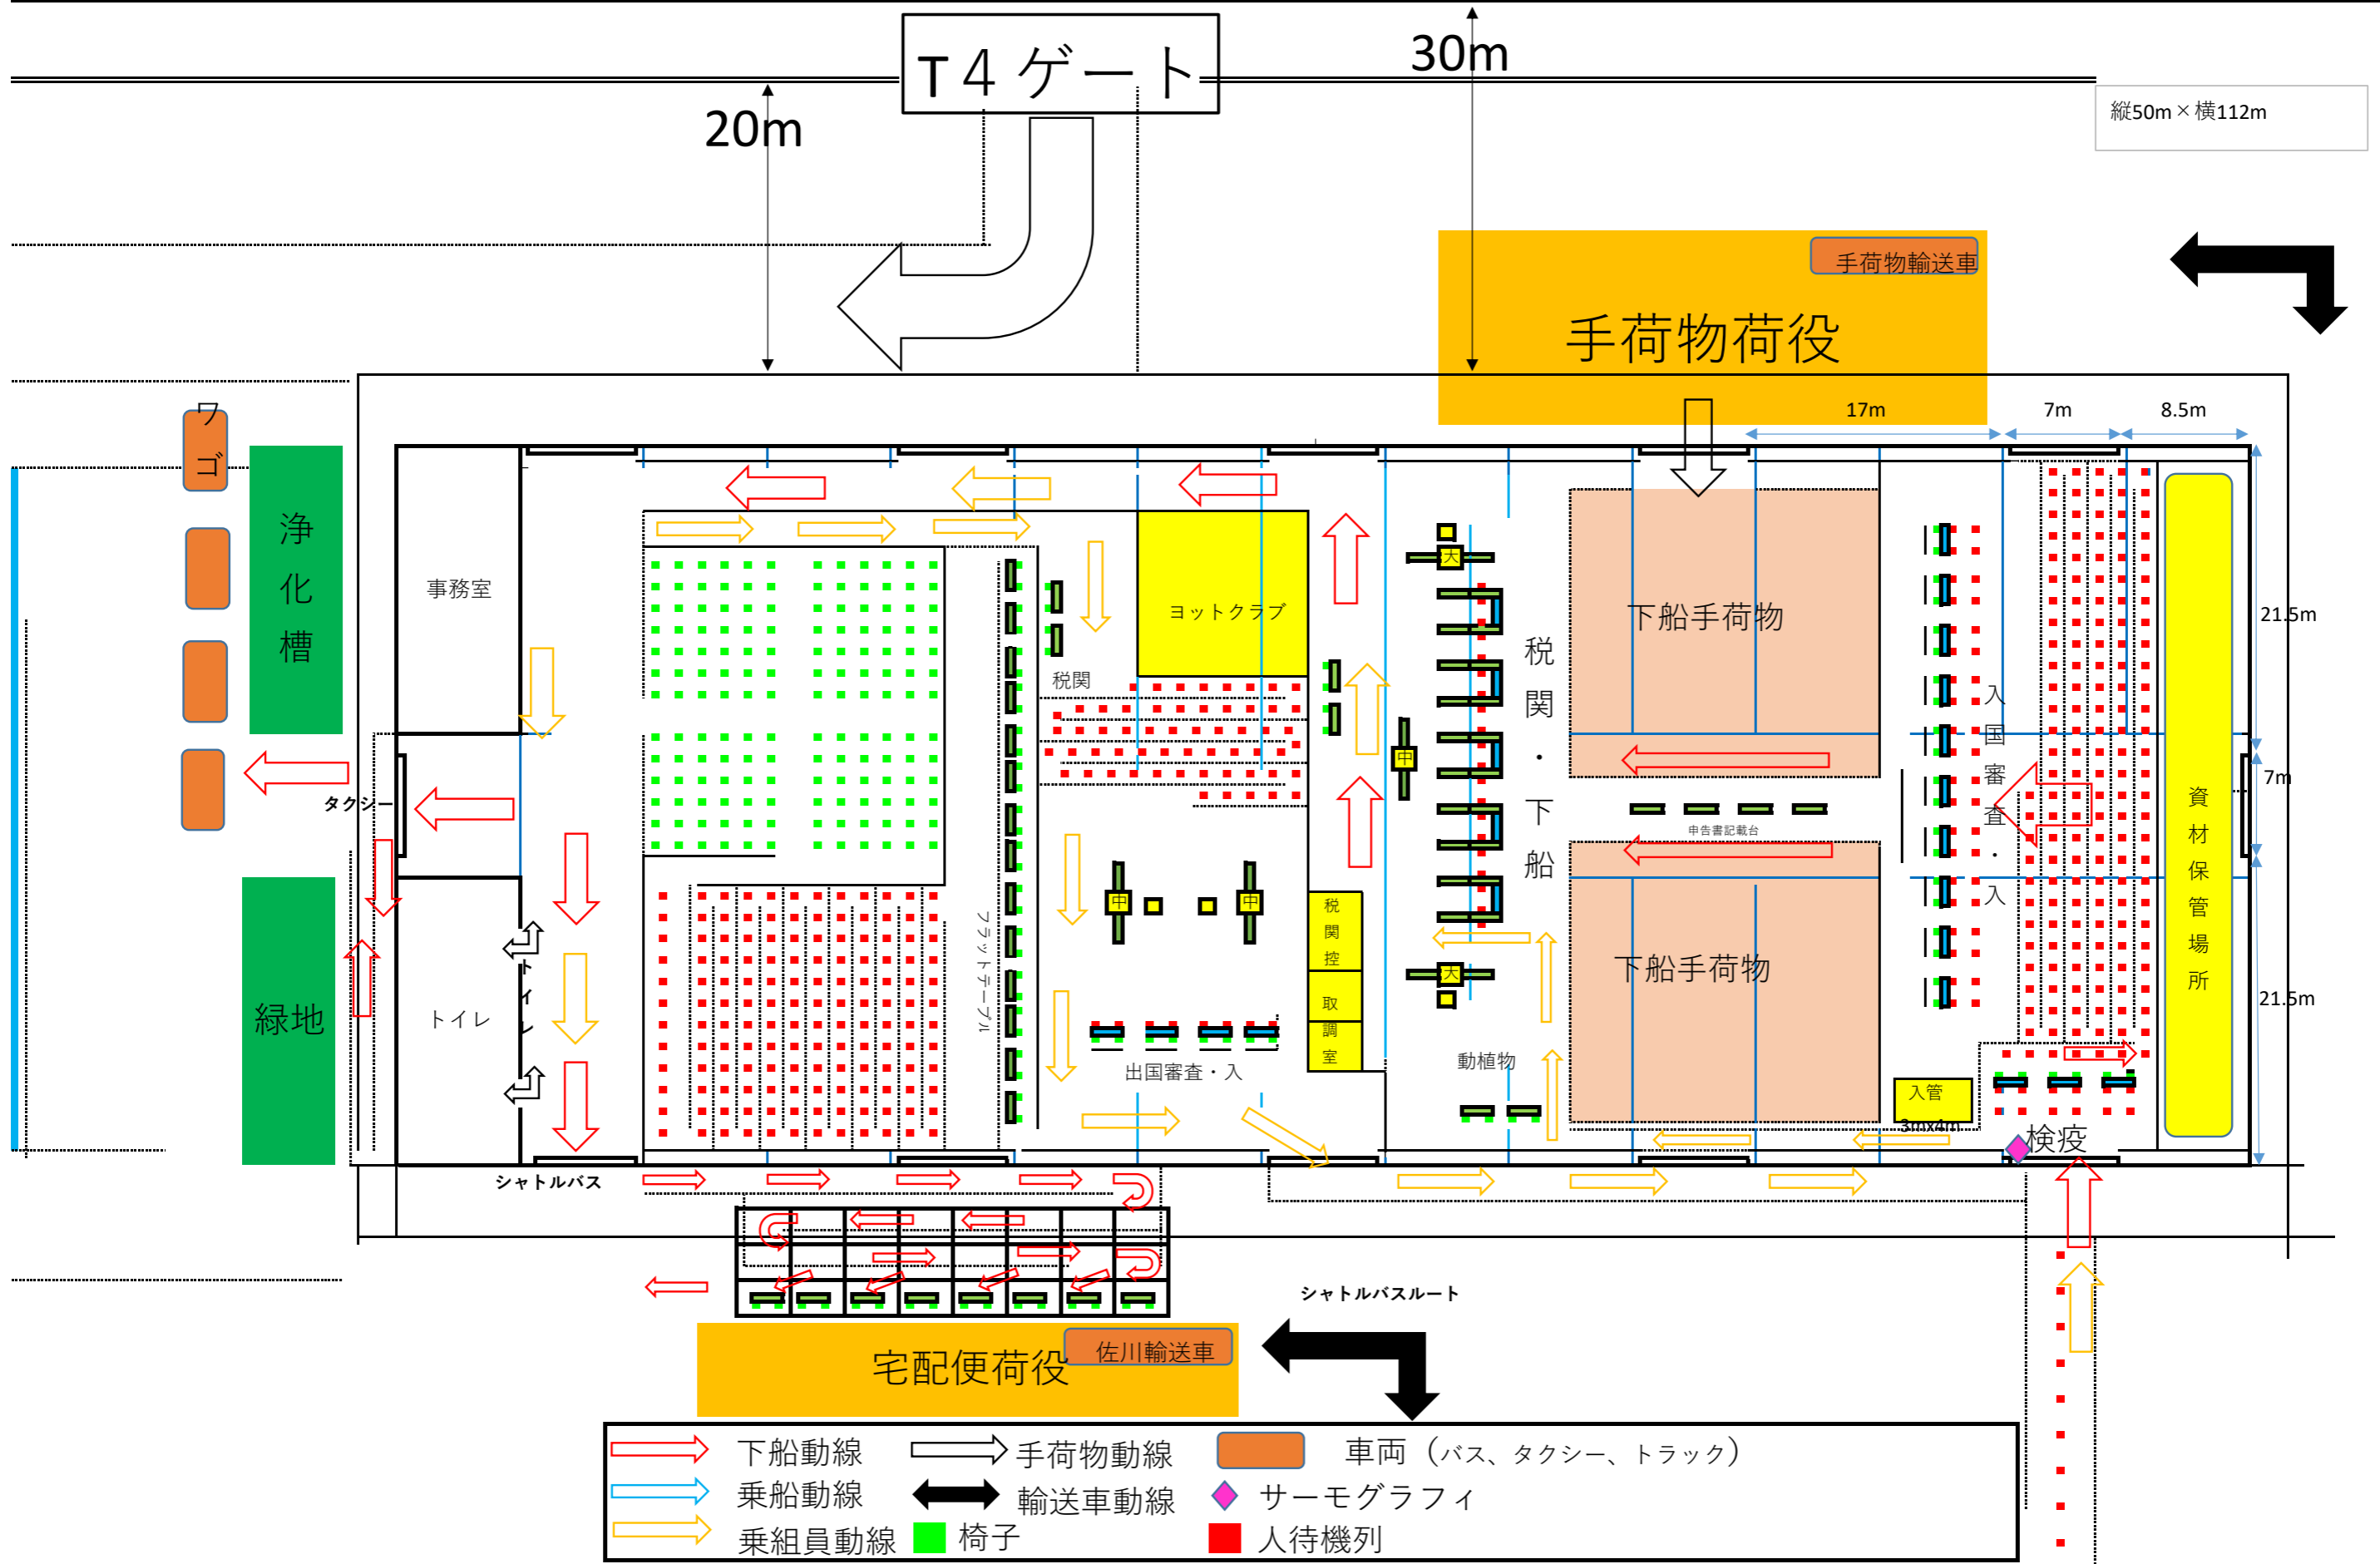 T４ ゲート
30m
20m
縦50m×横112m
手荷物輸送車
手荷物荷役
17m
7m
8.5m
ワゴ
浄化槽
事務室
ヨットクラブ
大
下船手荷物
21.5m
税関・下船
税関
入国審査・入
中
7m
タクシー
申告書記載台
資材保管場所
中
中
税関控
フラットテーブル
トイレ
大
下船手荷物
取調室
緑地
トイレ
21.5m
動植物
出国審査・入
入管
3mx4m
検疫
シャトルバス
シャトルバスルート
宅配便荷役
佐川輸送車
下船動線
手荷物動線
車両（バス、タクシー、トラック）
乗船動線
輸送車動線
サーモグラフィ
乗組員動線
椅子
人待機列